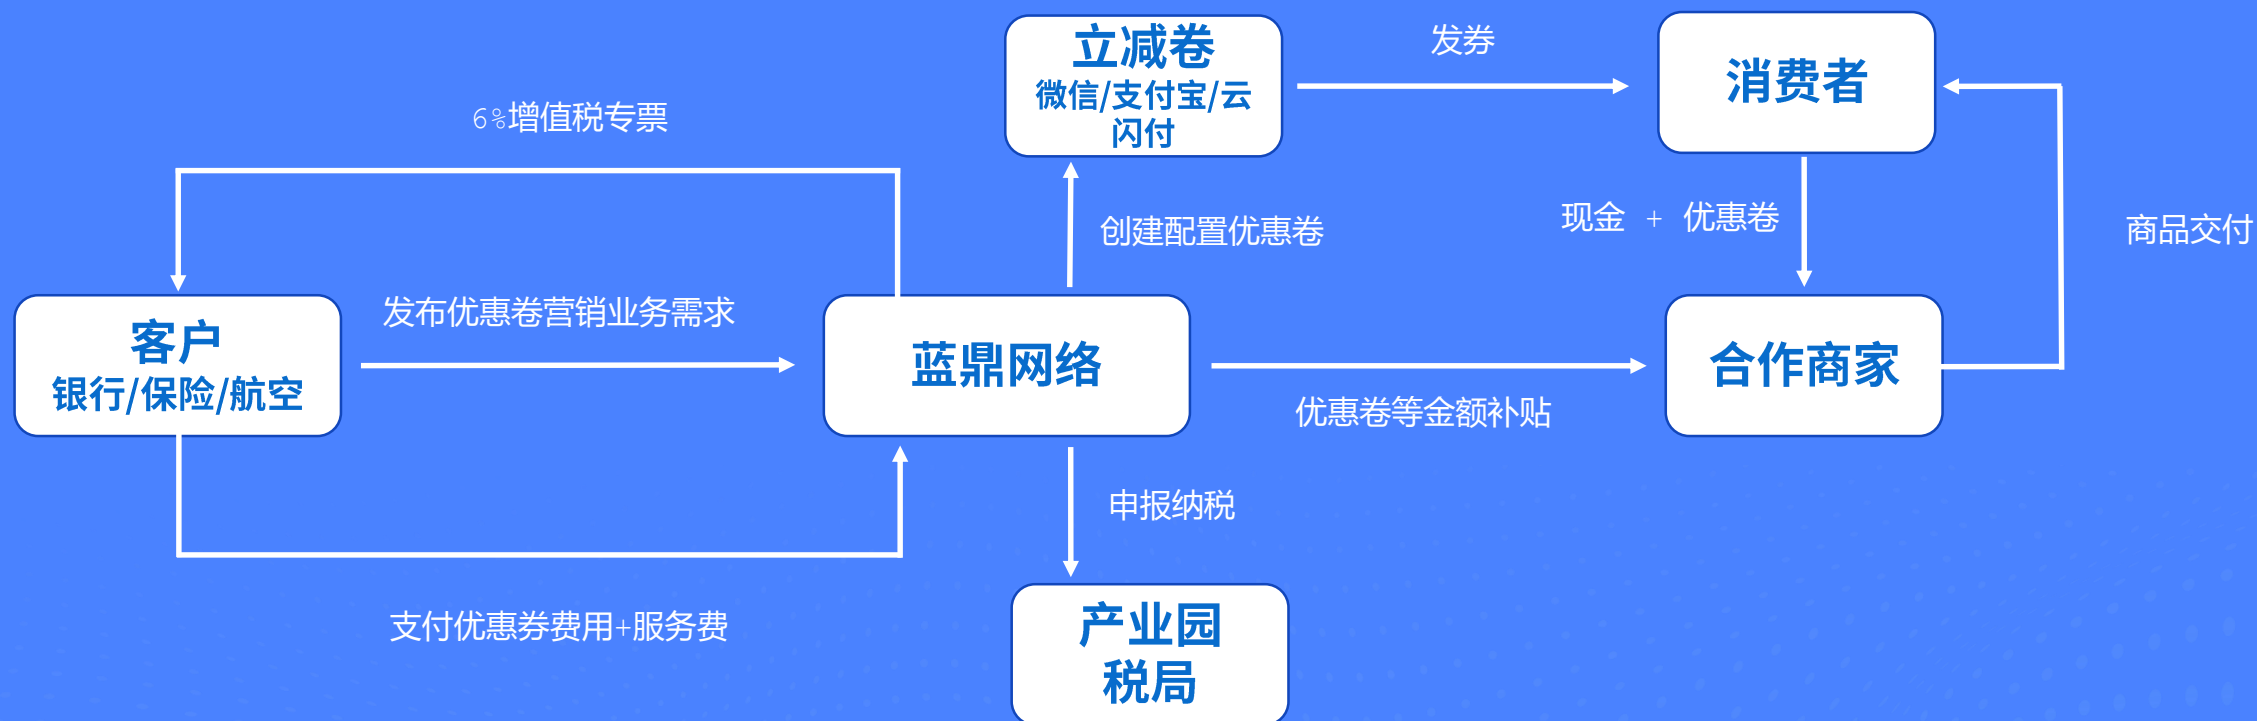 立减卷
微信/支付宝/云
闪付
发券
消费者
6%增值税专票
创建配置优惠卷
现金 + 优惠卷
商品交付
客户
银行/保险/航空
发布优惠卷营销业务需求
蓝鼎网络
优惠卷等金额补贴
合作商家
申报纳税
支付优惠券费用+服务费
产业园
税局